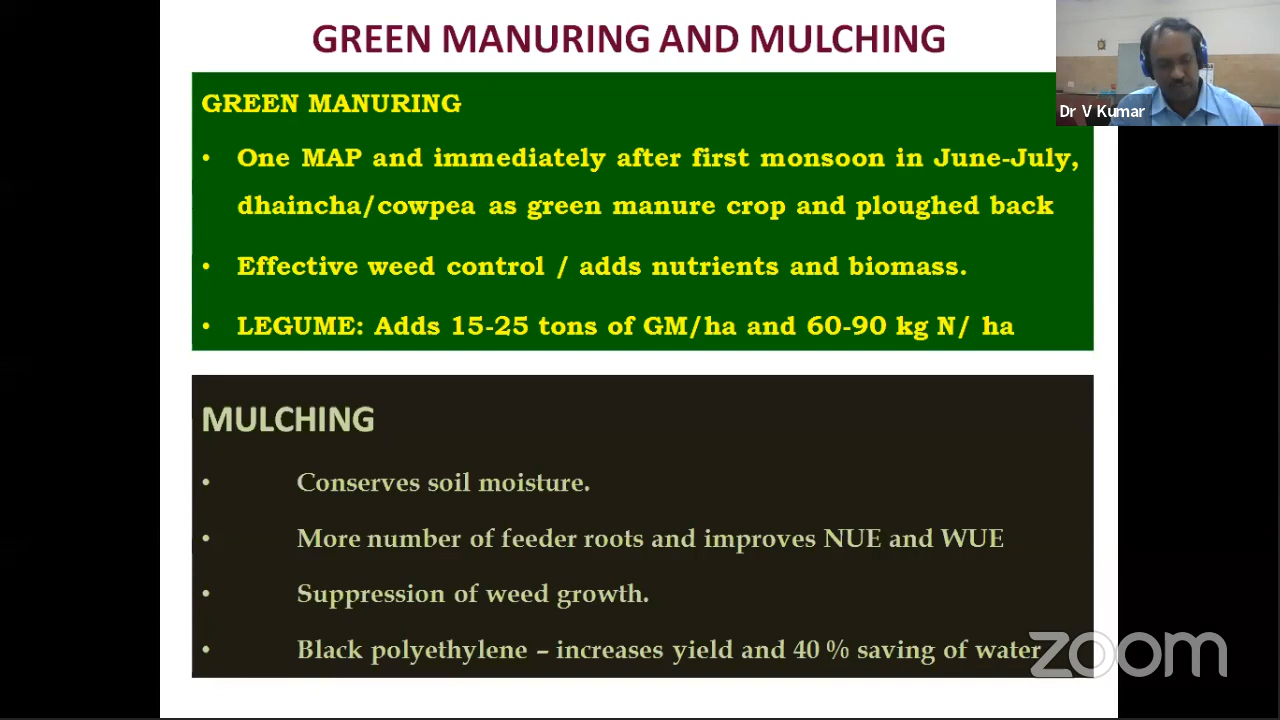 GREEN MANURING AND MULCHING
GREEN MANURING
• One MAP and immediately after first monsoon in June-July,
dhaincha/cowpea as green manure crop and ploughed back
• Effective weed control / adds nutrients and biomass.
• LEGUME: Adds 15-25 tons of GM/ha and 60-90 kg N/ ha
MULCHING
• Conserves soil moisture.
• More number of feeder roots and improves NUE and WUE
• Suppression of weed growth.
• Black polyethylene – increases yield and 40 % saving of water
Dr V Kumar
zoom